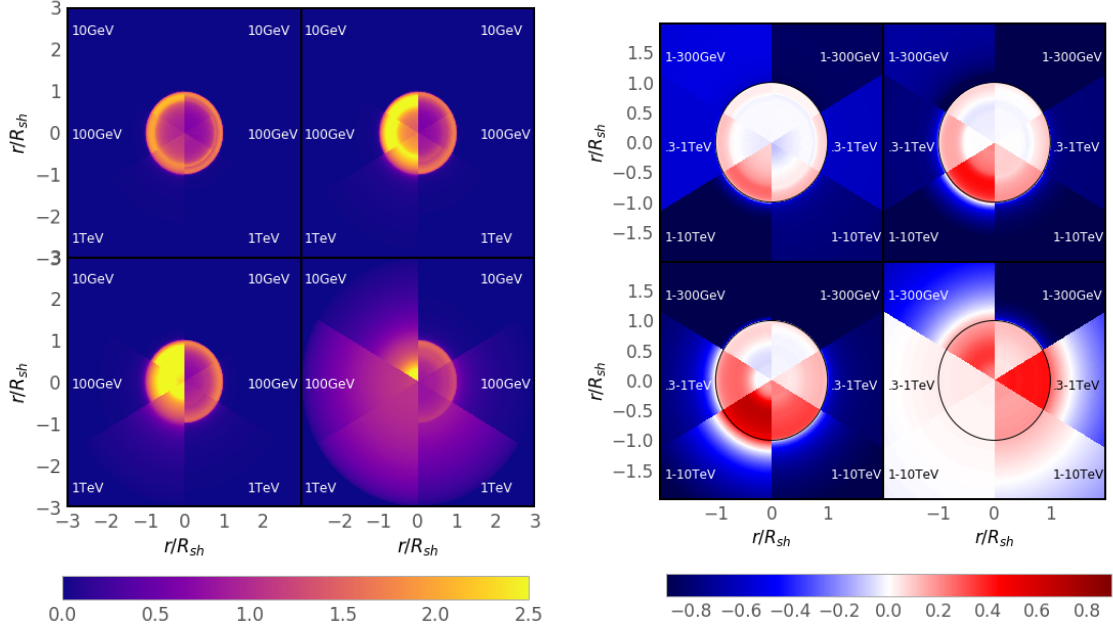 3
2
1
0
−1
−2
−3
r/R_sh
10GeV 10GeV
100GeV 100GeV
1TeV 1TeV
10GeV 10GeV
100GeV
1TeV 1TeV
3
2
1
0
−1
−2
−3
r/R_sh
10GeV 10GeV
100GeV 100GeV
1TeV 1TeV
10GeV 10GeV
100GeV 100GeV
1TeV 1TeV
−3 −2 −1 0 1 2 −2 −1 0 1 2 3
r/R_sh r/R_sh
0.0 0.5 1.0 1.5 2.0 2.5
1.5
1.0
0.5
0.0
−0.5
−1.0
−1.5
r/R_sh
1-300GeV 1-300GeV
.3-1TeV .3-1TeV
1-10TeV 1-10TeV
1-300GeV 1-300GeV
.3-1TeV
1-10TeV 1-10TeV
1.5
1.0
0.5
0.0
−0.5
−1.0
−1.5
r/R_sh
1-300GeV 1-300GeV
.3-1TeV .3-1TeV
1-10TeV 1-10TeV
1-300GeV 1-300GeV
.3-1TeV
1-10TeV 1-10TeV
−1 0 1 −1 0 1
r/R_sh r/R_sh
−0.8 −0.6 −0.4 −0.2 0.0 0.2 0.4 0.6 0.8